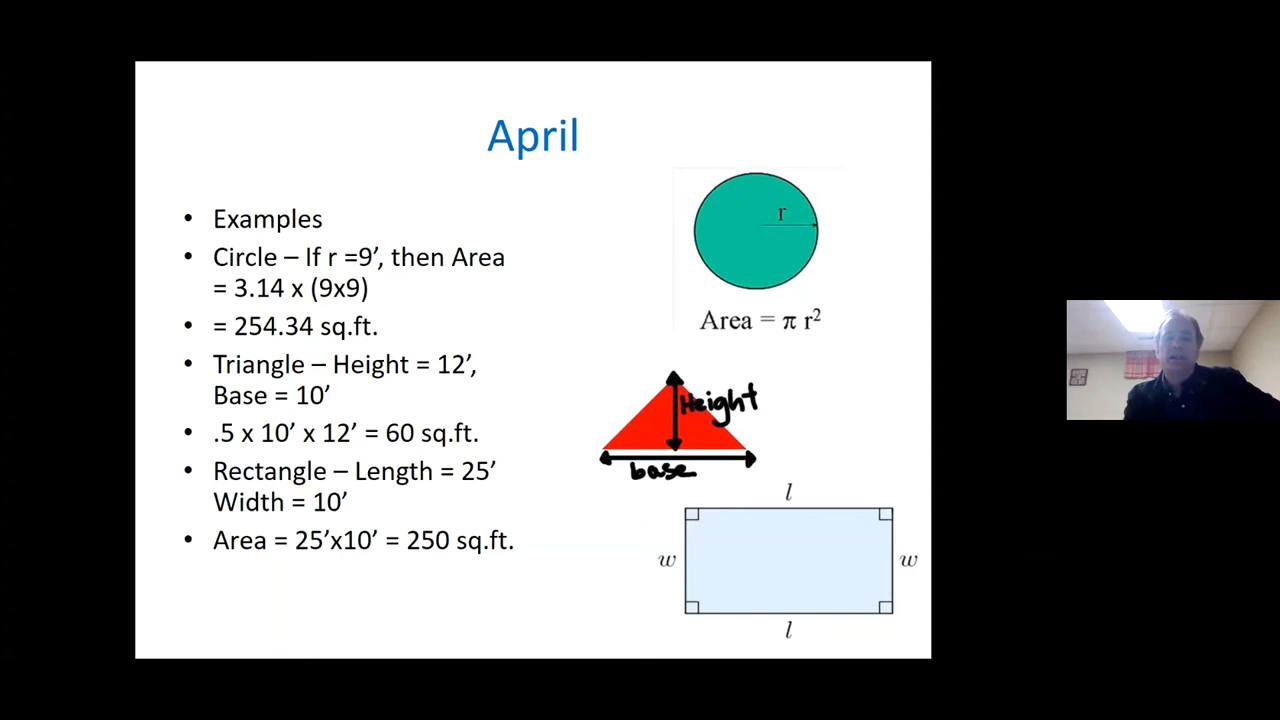 April
• Examples
• Circle – If r =9’, then Area
= 3.14 x (9x9)
• = 254.34 sq.ft.
• Triangle – Height = 12’,
Base = 10’
• .5 x 10’ x 12’ = 60 sq.ft.
• Rectangle – Length = 25’
Width = 10’
• Area = 25’x10’ = 250 sq.ft.
r
Area = π r²
Height
base
l
w
w
l